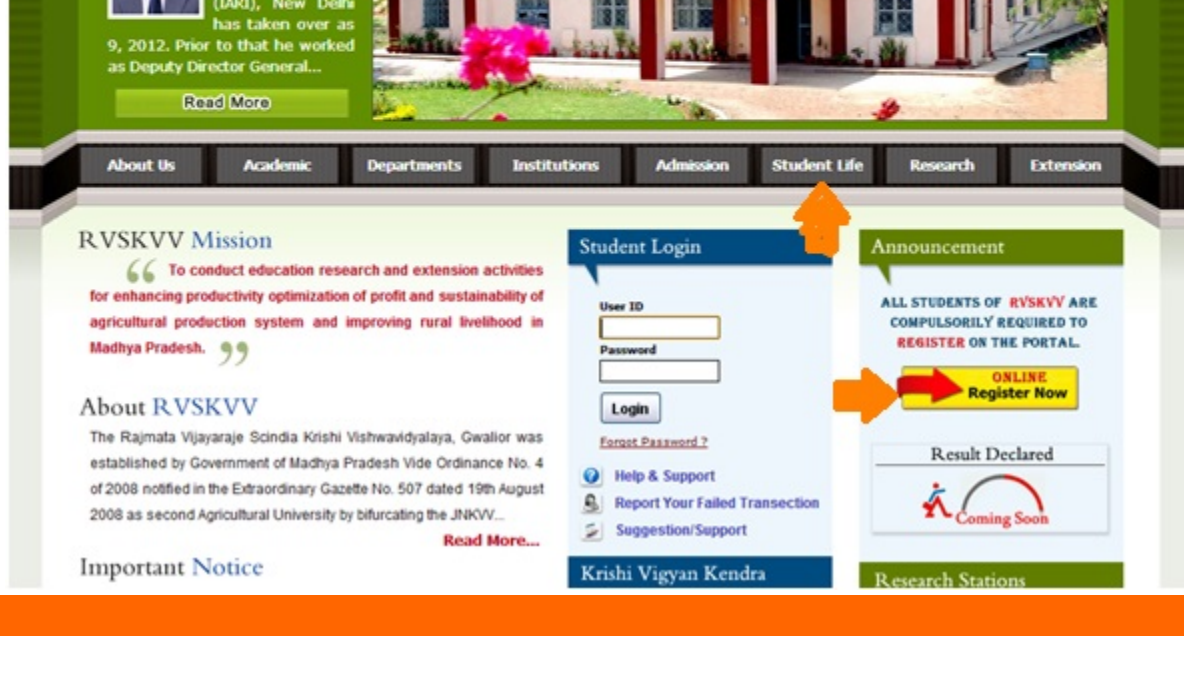 (IARI), New Delhi
has taken over as
9, 2012. Prior to that he worked
as Deputy Director General...
Read More
About Us
Academic
Departments
Institutions
Admission
Student Life
Research
Extension
RVSKVV Mission
“ To conduct education research and extension activities
for enhancing productivity optimization of profit and sustainability of
agricultural production system and improving rural livelihood in
Madhya Pradesh. ”
About RVSKVV
The Rajmata Vijayaraje Scindia Krishi Vishwavidyalaya, Gwalior was
established by Government of Madhya Pradesh Vide Ordinance No. 4
of 2008 notified in the Extraordinary Gazette No. 507 dated 19th August
2008 as second Agricultural University by bifurcating the JNKVV...
Read More...
Important Notice
Student Login
User ID
Password
Login
Forgot Password ?
Help & Support
Report Your Failed Transection
Suggestion/Support
Krishi Vigyan Kendra
Announcement
ALL STUDENTS OF RVSKVV ARE
COMPULSORILY REQUIRED TO
REGISTER ON THE PORTAL.
ONLINE
Register Now
Result Declared
Coming Soon
Research Stations